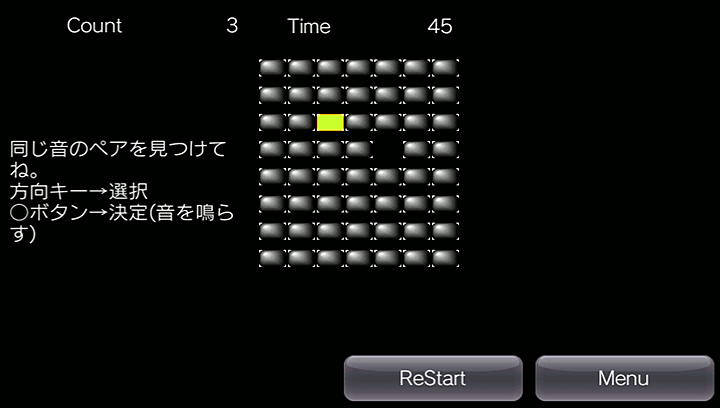 Count 3 Time 45
同じ音のペアを見つけて
ね。
方向キー→選択
○ボタン→決定(音を鳴ら
す)
ReStart Menu